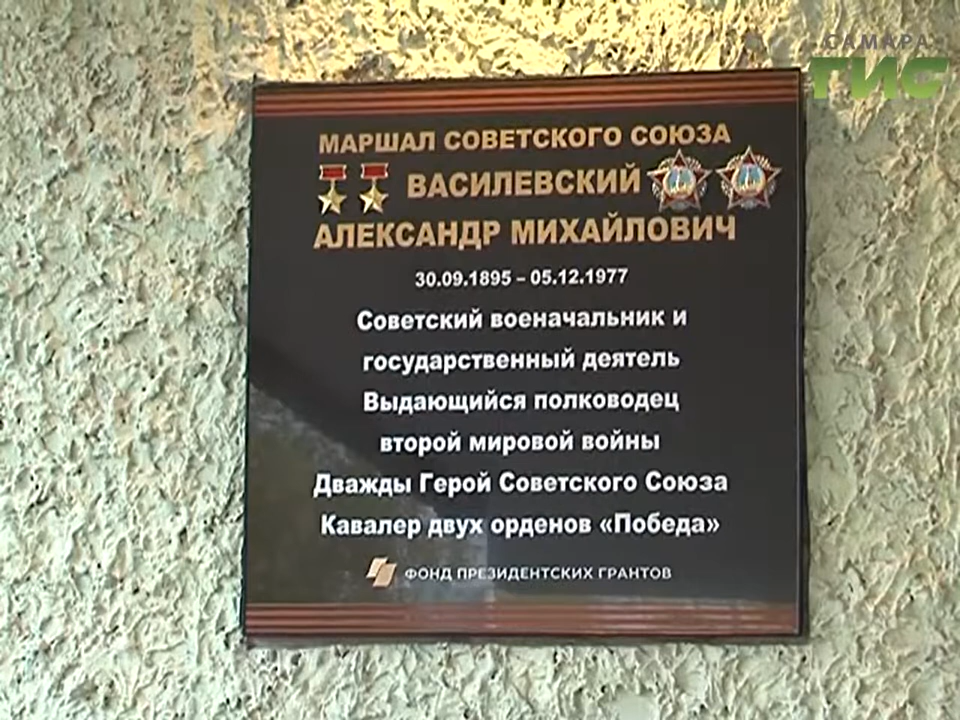 САМАРА
ГИС
МАРШАЛ СОВЕТСКОГО СОЮЗА
ВАСИЛЕВСКИЙ
АЛЕКСАНДР МИХАЙЛОВИЧ
30.09.1895 – 05.12.1977
Советский военачальник и
государственный деятель
Выдающийся полководец
второй мировой войны
Дважды Герой Советского Союза
Кавалер двух орденов «Победа»
ФОНД ПРЕЗИДЕНТСКИХ ГРАНТОВ